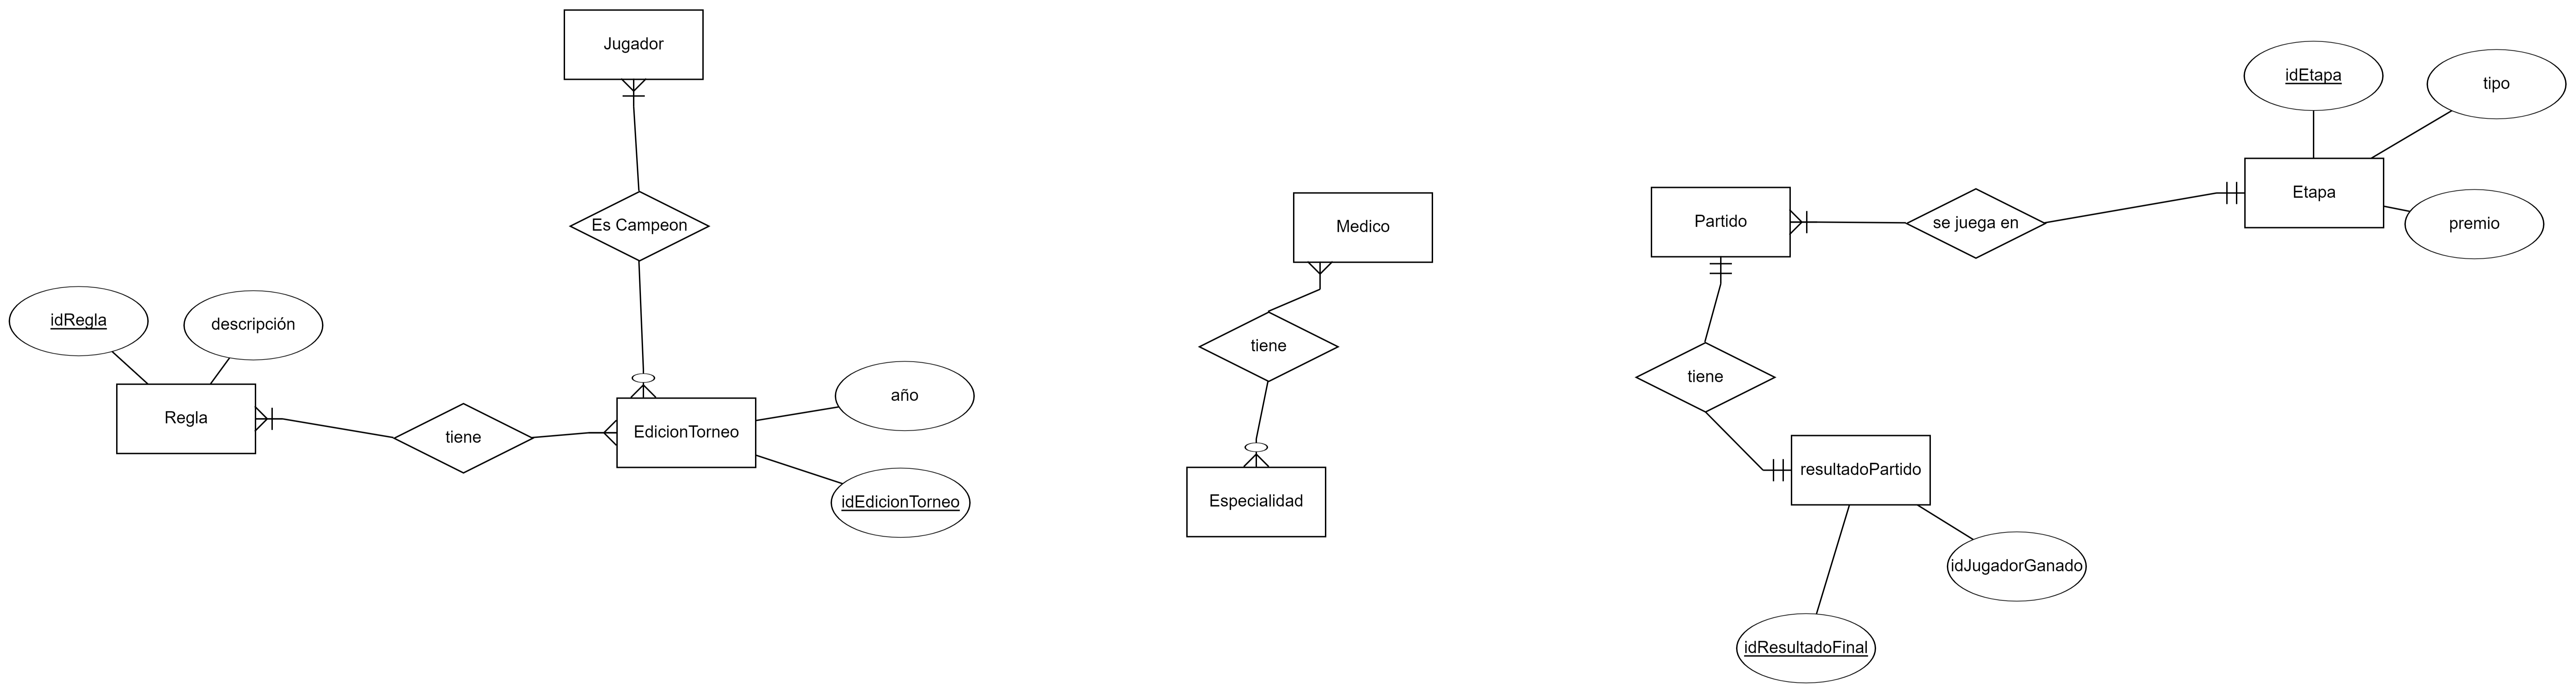 Jugador
idEtapa
tipo
Es Campeon
Medico
Partido
se juega en
Etapa
premio
idRegla
descripción
tiene
tiene
año
Regla
tiene
EdicionTorneo
resultadoPartido
idEdicionTorneo
Especialidad
idJugadorGanado
idResultadoFinal